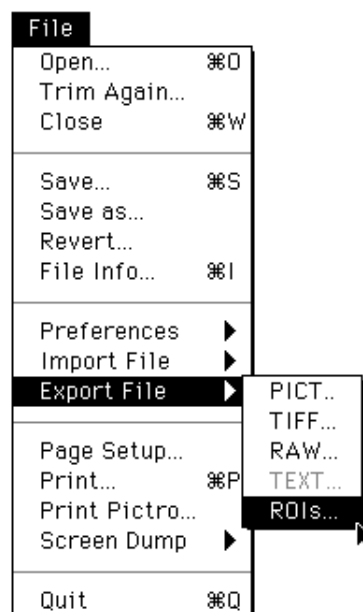 File
Open... ⌘O
Trim Again...
Close ⌘W
Save... ⌘S
Save as...
Revert...
File Info... ⌘I
Preferences ▶
Import File ▶
Export File ▶
PICT..
TIFF...
RAW...
TEXT...
ROIs...
Page Setup...
Print... ⌘P
Print Pictro...
Screen Dump ▶
Quit ⌘Q